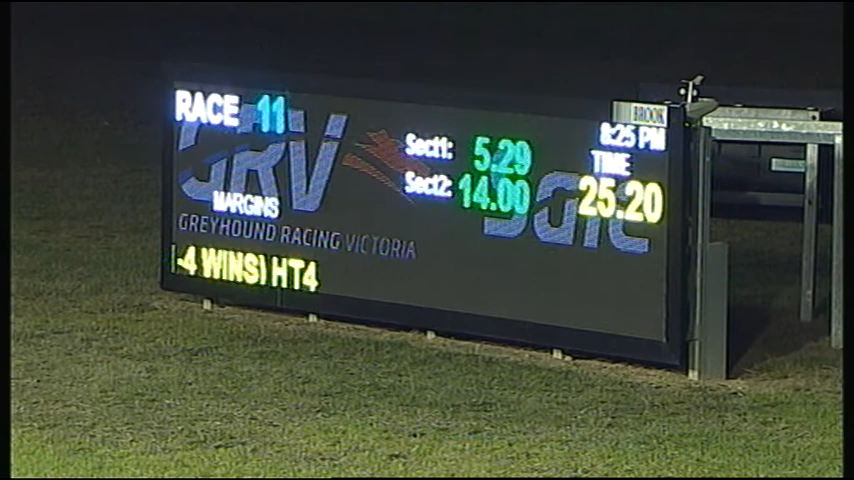 RACE 11
GRV
GREYHOUND RACING VICTORIA
MARGINS
Sect1: 5.29
Sect2: 14.00
BROOK
8:25 PM
TIME
25.20
-4 WINS) HT4